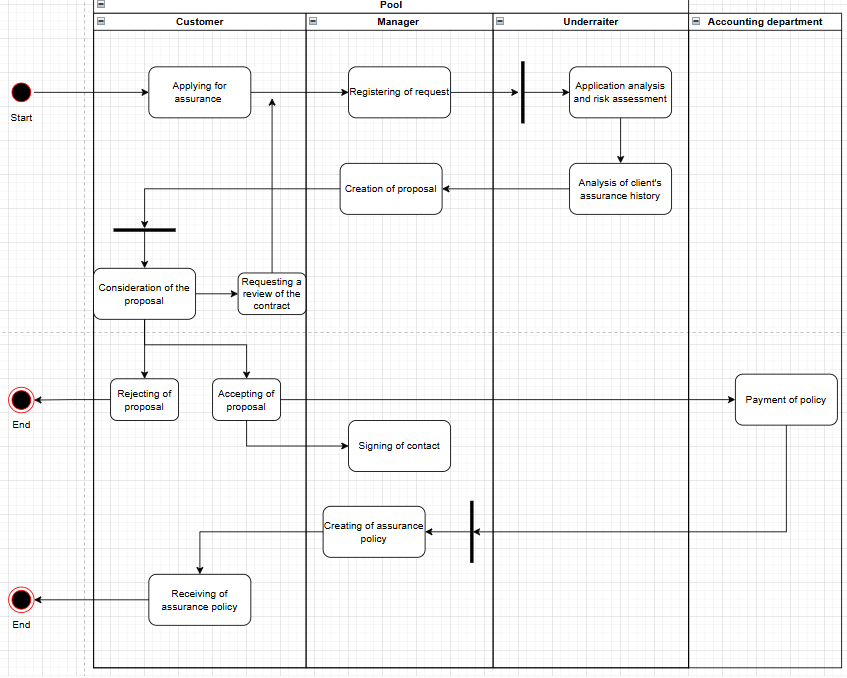 Pool
Customer
Manager
Underraiter
Accounting department
Start
Applying for
assurance
Registering of request
Application analysis
and risk assessment
Creation of proposal
Analysis of client's
assurance history
Consideration of the
proposal
Requesting a
review of the
contract
End
Rejecting of
proposal
Accepting of
proposal
Payment of policy
Signing of contact
Creating of assurance
policy
End
Receiving of
assurance policy